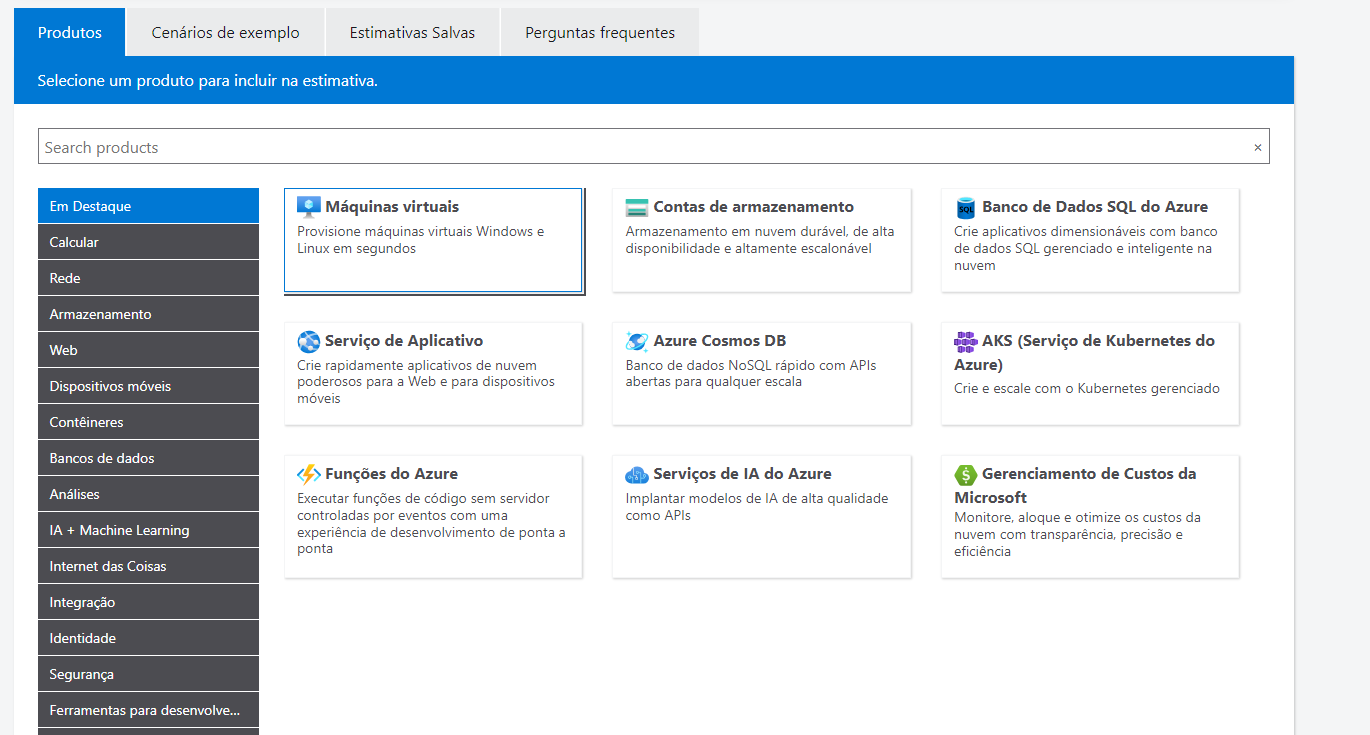 Produtos
Cenários de exemplo
Estimativas Salvas
Perguntas frequentes
Selecione um produto para incluir na estimativa.
Search products
×
Em Destaque
Calcular
Rede
Armazenamento
Web
Dispositivos móveis
Contêineres
Bancos de dados
Análises
IA + Machine Learning
Internet das Coisas
Integração
Identidade
Segurança
Ferramentas para desenvolve...
Máquinas virtuais
Provisione máquinas virtuais Windows e
Linux em segundos
Contas de armazenamento
Armazenamento em nuvem durável, de alta
disponibilidade e altamente escalonável
SQL
Banco de Dados SQL do Azure
Crie aplicativos dimensionáveis com banco
de dados SQL gerenciado e inteligente na
nuvem
Serviço de Aplicativo
Crie rapidamente aplicativos de nuvem
poderosos para a Web e para dispositivos
móveis
Azure Cosmos DB
Banco de dados NoSQL rápido com APIs
abertas para qualquer escala
AKS (Serviço de Kubernetes do
Azure)
Crie e escale com o Kubernetes gerenciado
Funções do Azure
Executar funções de código sem servidor
controladas por eventos com uma
experiência de desenvolvimento de ponta a
ponta
Serviços de IA do Azure
Implantar modelos de IA de alta qualidade
como APIs
$
Gerenciamento de Custos da
Microsoft
Monitore, aloque e otimize os custos da
nuvem com transparência, precisão e
eficiência